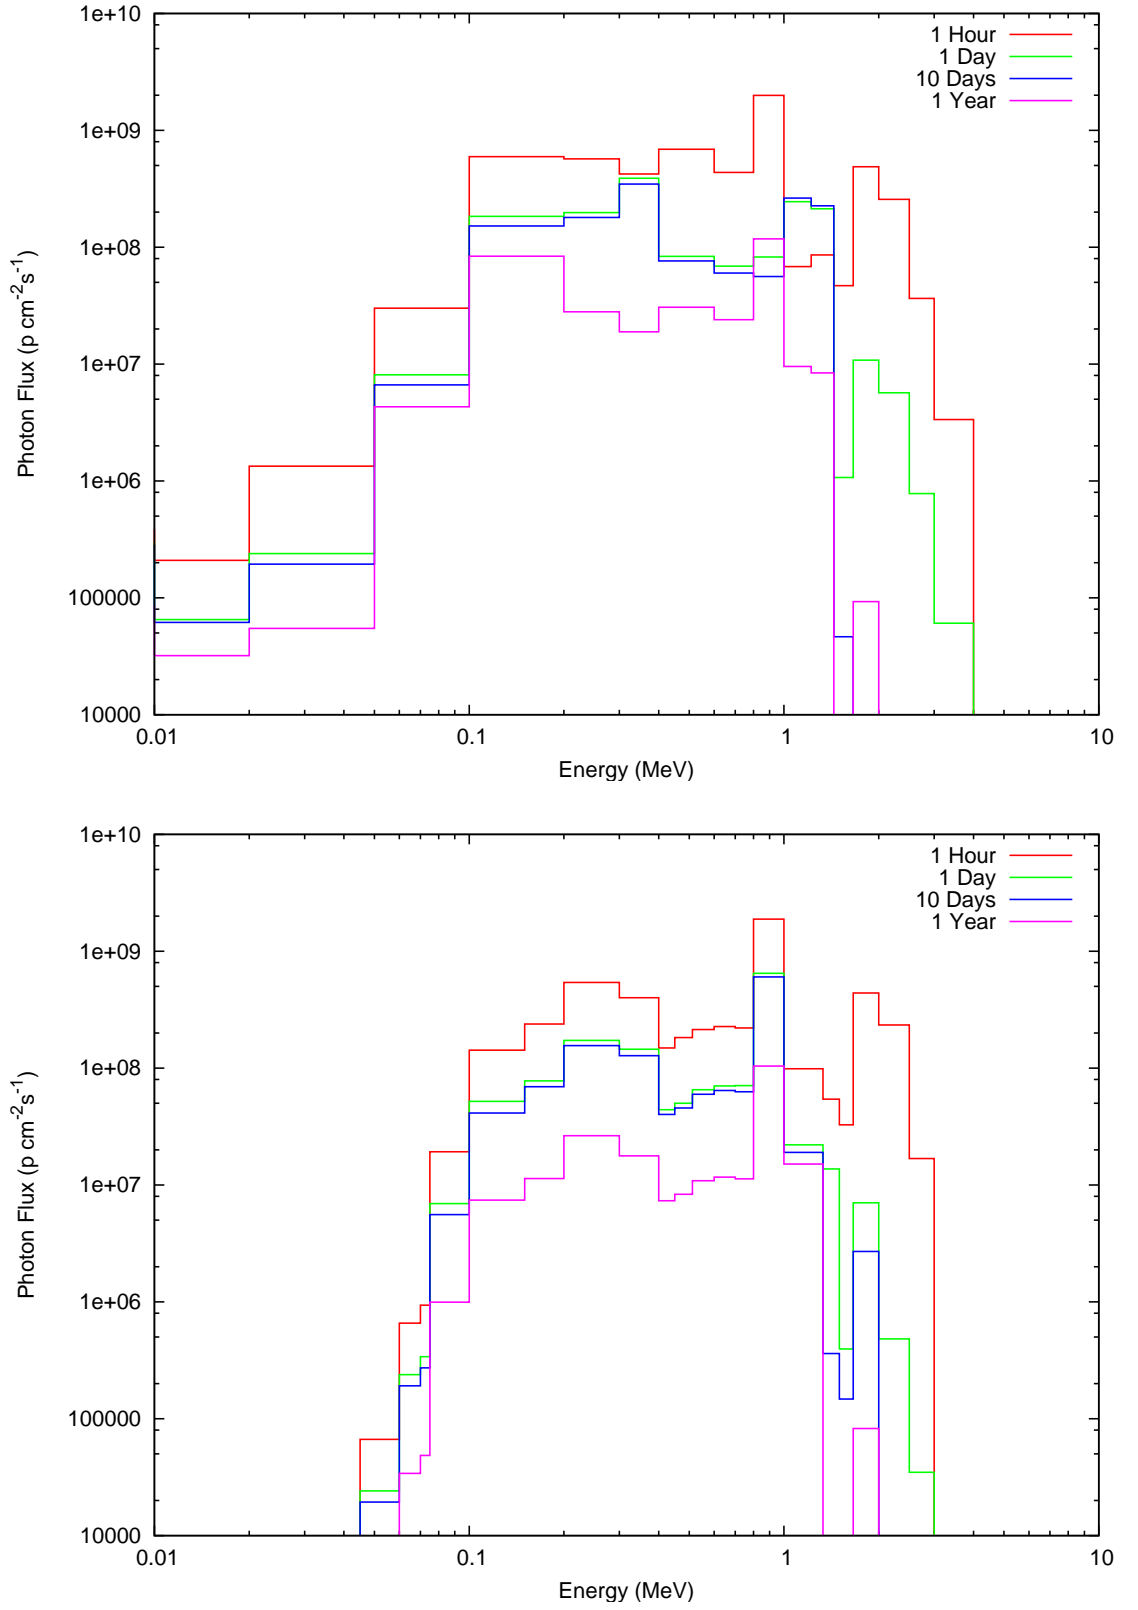 1e+10
1e+09
1e+08
1e+07
1e+06
100000
10000
0.01
0.1
1
10
Photon Flux (p cm-2s-1)
Energy (MeV)
1 Hour
1 Day
10 Days
1 Year
1e+10
1e+09
1e+08
1e+07
1e+06
100000
10000
0.01
0.1
1
10
Photon Flux (p cm-2s-1)
Energy (MeV)
1 Hour
1 Day
10 Days
1 Year